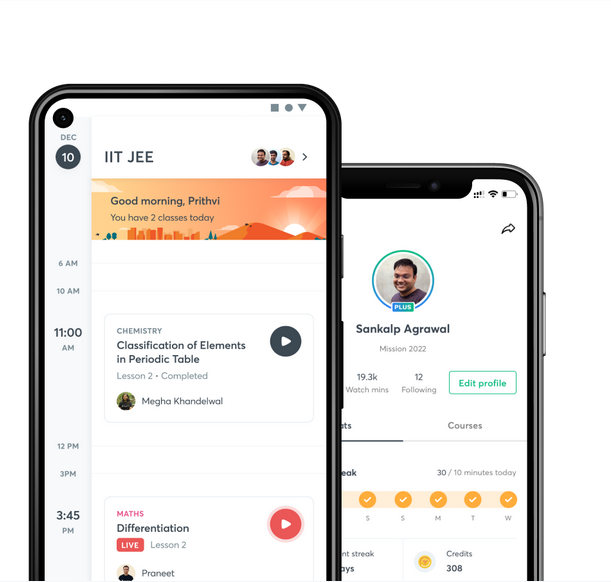 DEC
10
IIT JEE
Good morning, Prithvi
You have 2 classes today
6 AM
10 AM
11:00
AM
CHEMISTRY
Classification of Elements
in Periodic Table
Lesson 2 • Completed
Megha Khandelwal
12 PM
3PM
3:45
PM
MATHS
Differentiation
LIVE Lesson 2
Praneet
PLUS
Sankalp Agrawal
Mission 2022
19.3k 12
Watch mins Following
Edit profile
ats Courses
eak 30 / 10 minutes today
S S M T W
nt streak Credits
ays 308